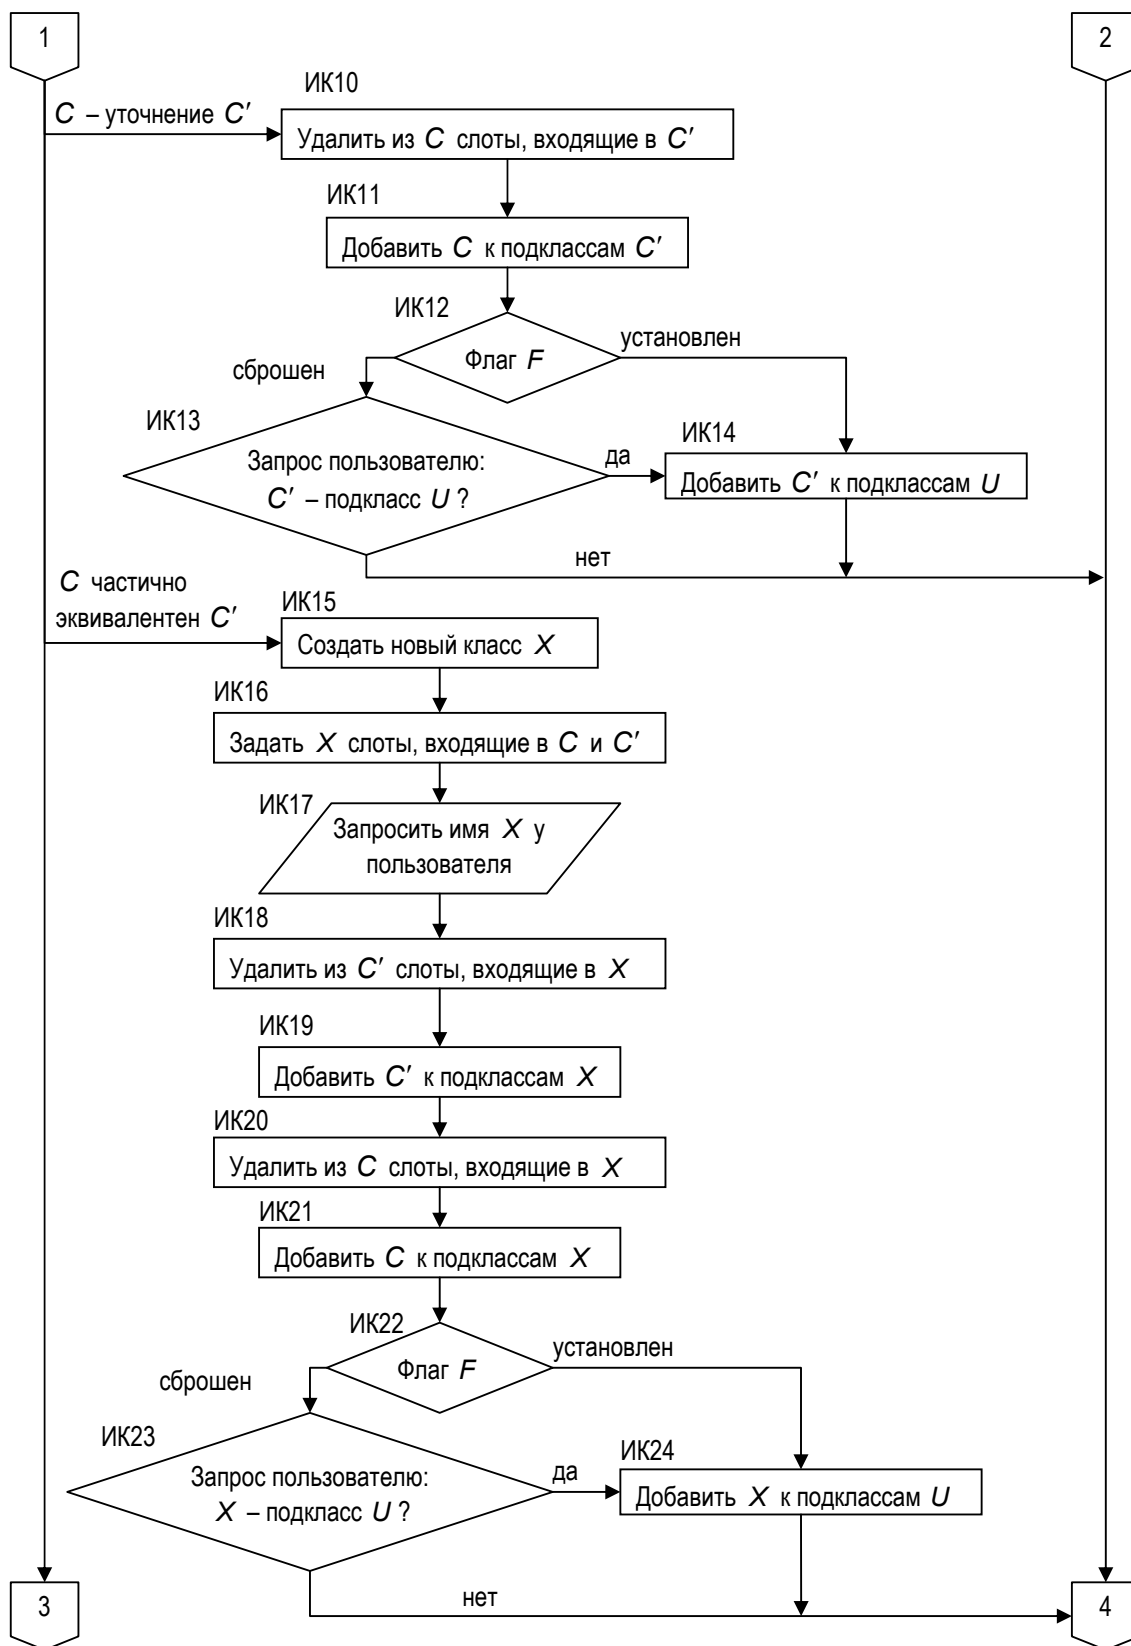 1
2
ИК10
C – уточнение C′
Удалить из C слоты, входящие в C′
ИК11
Добавить C к подклассам C′
ИК12
Флаг F
установлен
сброшен
ИК13
Запрос пользователю:
C′ – подкласс U ?
да
ИК14
Добавить C′ к подклассам U
нет
C частично
эквивалентен C′
ИК15
Создать новый класс X
ИК16
Задать X слоты, входящие в C и C′
ИК17
Запросить имя X у
пользователя
ИК18
Удалить из C′ слоты, входящие в X
ИК19
Добавить C′ к подклассам X
ИК20
Удалить из C слоты, входящие в X
ИК21
Добавить C к подклассам X
ИК22
Флаг F
установлен
сброшен
ИК23
Запрос пользователю:
X – подкласс U ?
да
ИК24
Добавить X к подклассам U
нет
3
4